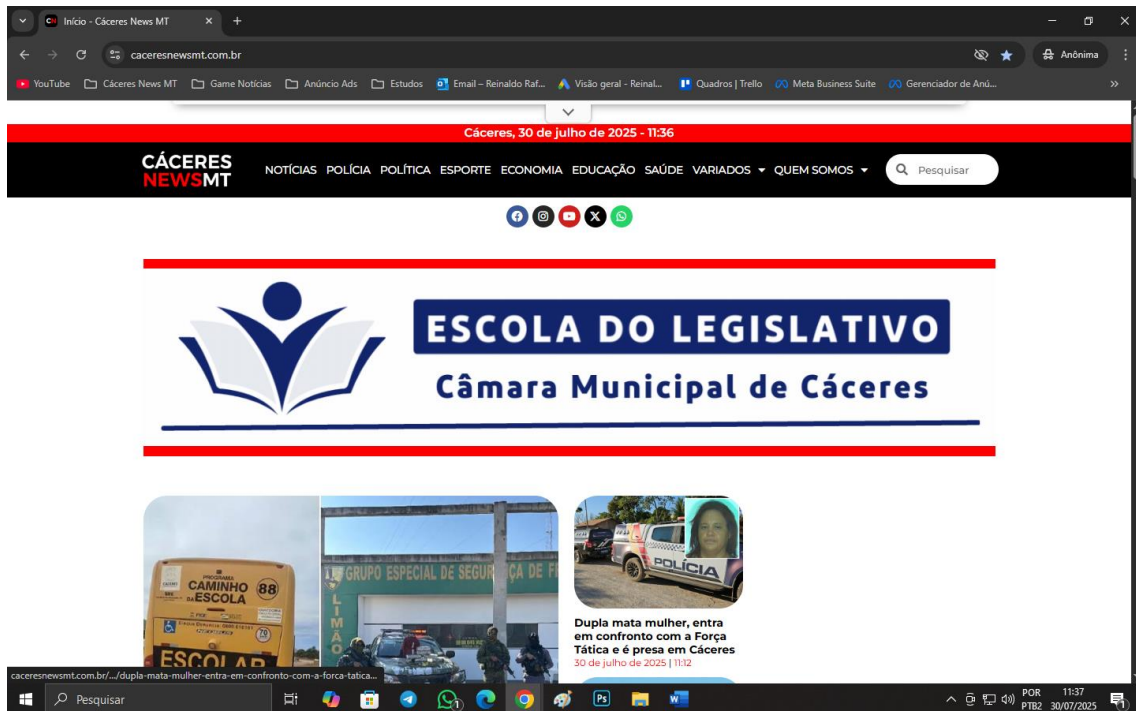 Início - Cáceres News MT
caceresnewsmt.com.br
Anônima
YouTube Cáceres News MT Game Notícias Anúncio Ads Estudos Email – Reinaldo Raf... Visão geral - Reinal... Quadros | Trello Meta Business Suite Gerenciador de Anú...
Cáceres, 30 de julho de 2025 - 11:36
CÁCERES
NEWSMT
NOTÍCIAS POLÍCIA POLÍTICA ESPORTE ECONOMIA EDUCAÇÃO SAÚDE VARIADOS QUEM SOMOS Pesquisar
ESCOLA DO LEGISLATIVO
Câmara Municipal de Cáceres
PROGRAMA
CAMINHO
DA ESCOLA
88
70
ESCOLAR
GRUPO ESPECIAL DE SEGURANÇA DE
LIMÃO
POLÍCIA
Dupla mata mulher, entra
em confronto com a Força
Tática e é presa em Cáceres
30 de julho de 2025 | 11:12
caceresnewsmt.com.br/.../dupla-mata-mulher-entra-em-confronto-com-a-forca-tatica...
Pesquisar
POR
PTB2
11:37
30/07/2025